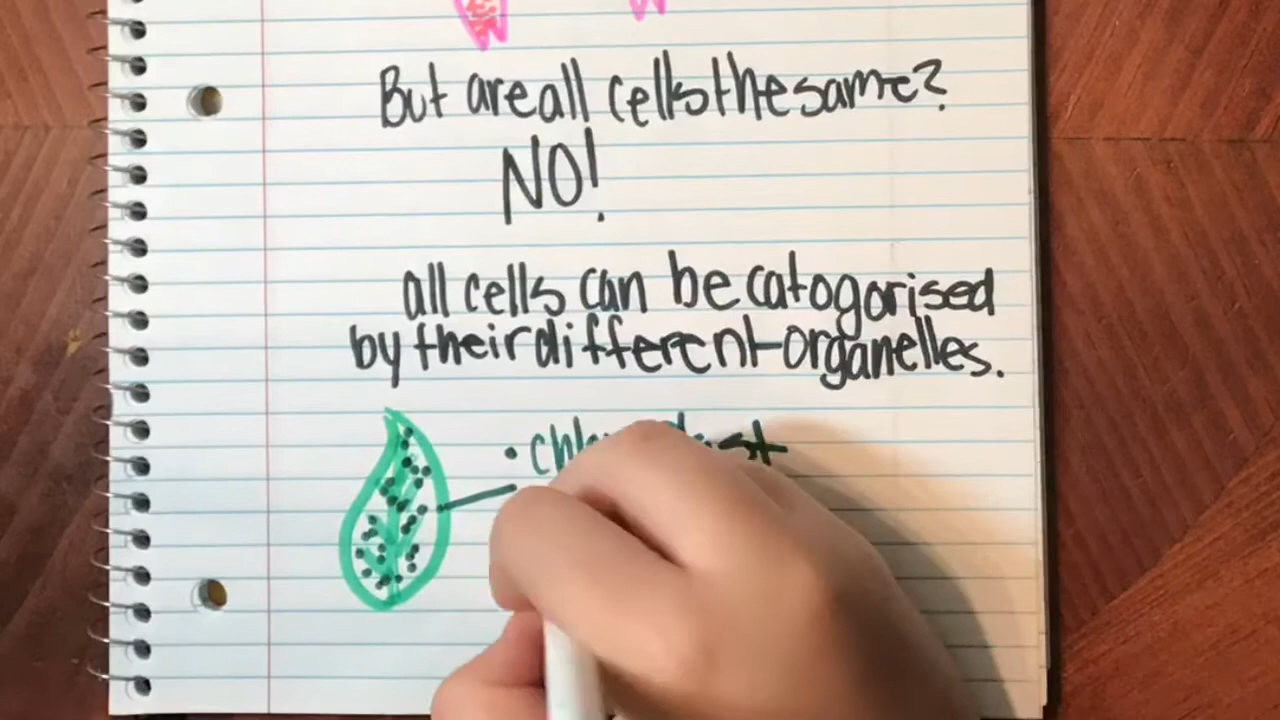 But are all cells the same?
NO!
all cells can be catogorised
by their different organelles.